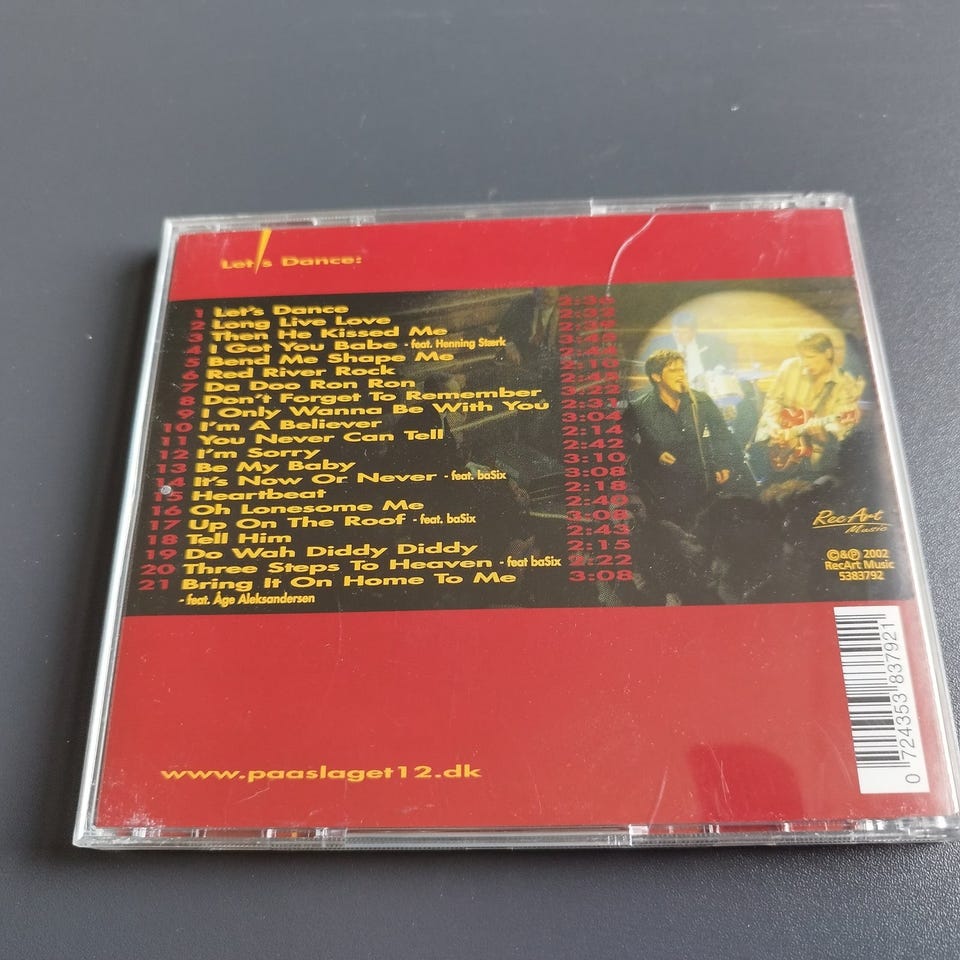 Let's Dance:
1 Let's Dance
2 Long Live Love
3 Then He Kissed Me
4 I Got You Babe - feat. Henning Stærk
5 Bend Me Shape Me 2:44
6 Red River Rock 2:10
7 Da Doo Ron Ron
8 Don't Forget To Remember
9 I Only Wanna Be With You 2:31
10 I'm A Believer 3:04
11 You Never Can Tell 2:14
12 I'm Sorry 2:42
13 Be My Baby 3:10
14 It's Now Or Never - feat. baSix 3:08
15 Heartbeat 2:18
16 Oh Lonesome Me 2:40
17 Up On The Roof - feat. baSix 3:08
18 Tell Him 2:43
19 Do Wah Diddy Diddy 2:15
20 Three Steps To Heaven - feat baSix 2:22
21 Bring It On Home To Me 3:08
- feat. Åge Aleksandersen
RecArt
Music
©&℗ 2002
RecArt Music
5383792
0 724353 837921
www.paaslaget12.dk